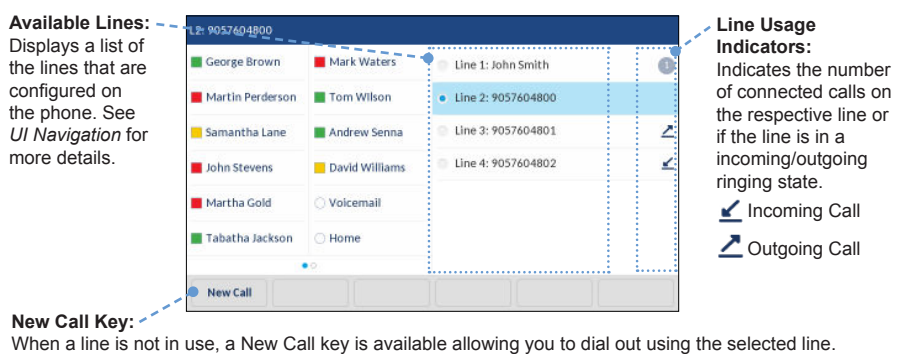 Available Lines:
Displays a list of
the lines that are
configured on
the phone. See
UI Navigation for
more details.
L2: 9057604800
George Brown
Mark Waters
Martin Perderson
Tom WIlson
Samantha Lane
Andrew Senna
John Stevens
David Williams
Martha Gold
Voicemail
Tabatha Jackson
Home
Line 1: John Smith
1
Line 2: 9057604800
Line 3: 9057604801
Line 4: 9057604802
New Call
Line Usage
Indicators:
Indicates the number
of connected calls on
the respective line or
if the line is in a
incoming/outgoing
ringing state.
Incoming Call
Outgoing Call
New Call Key:
When a line is not in use, a New Call key is available allowing you to dial out using the selected line.